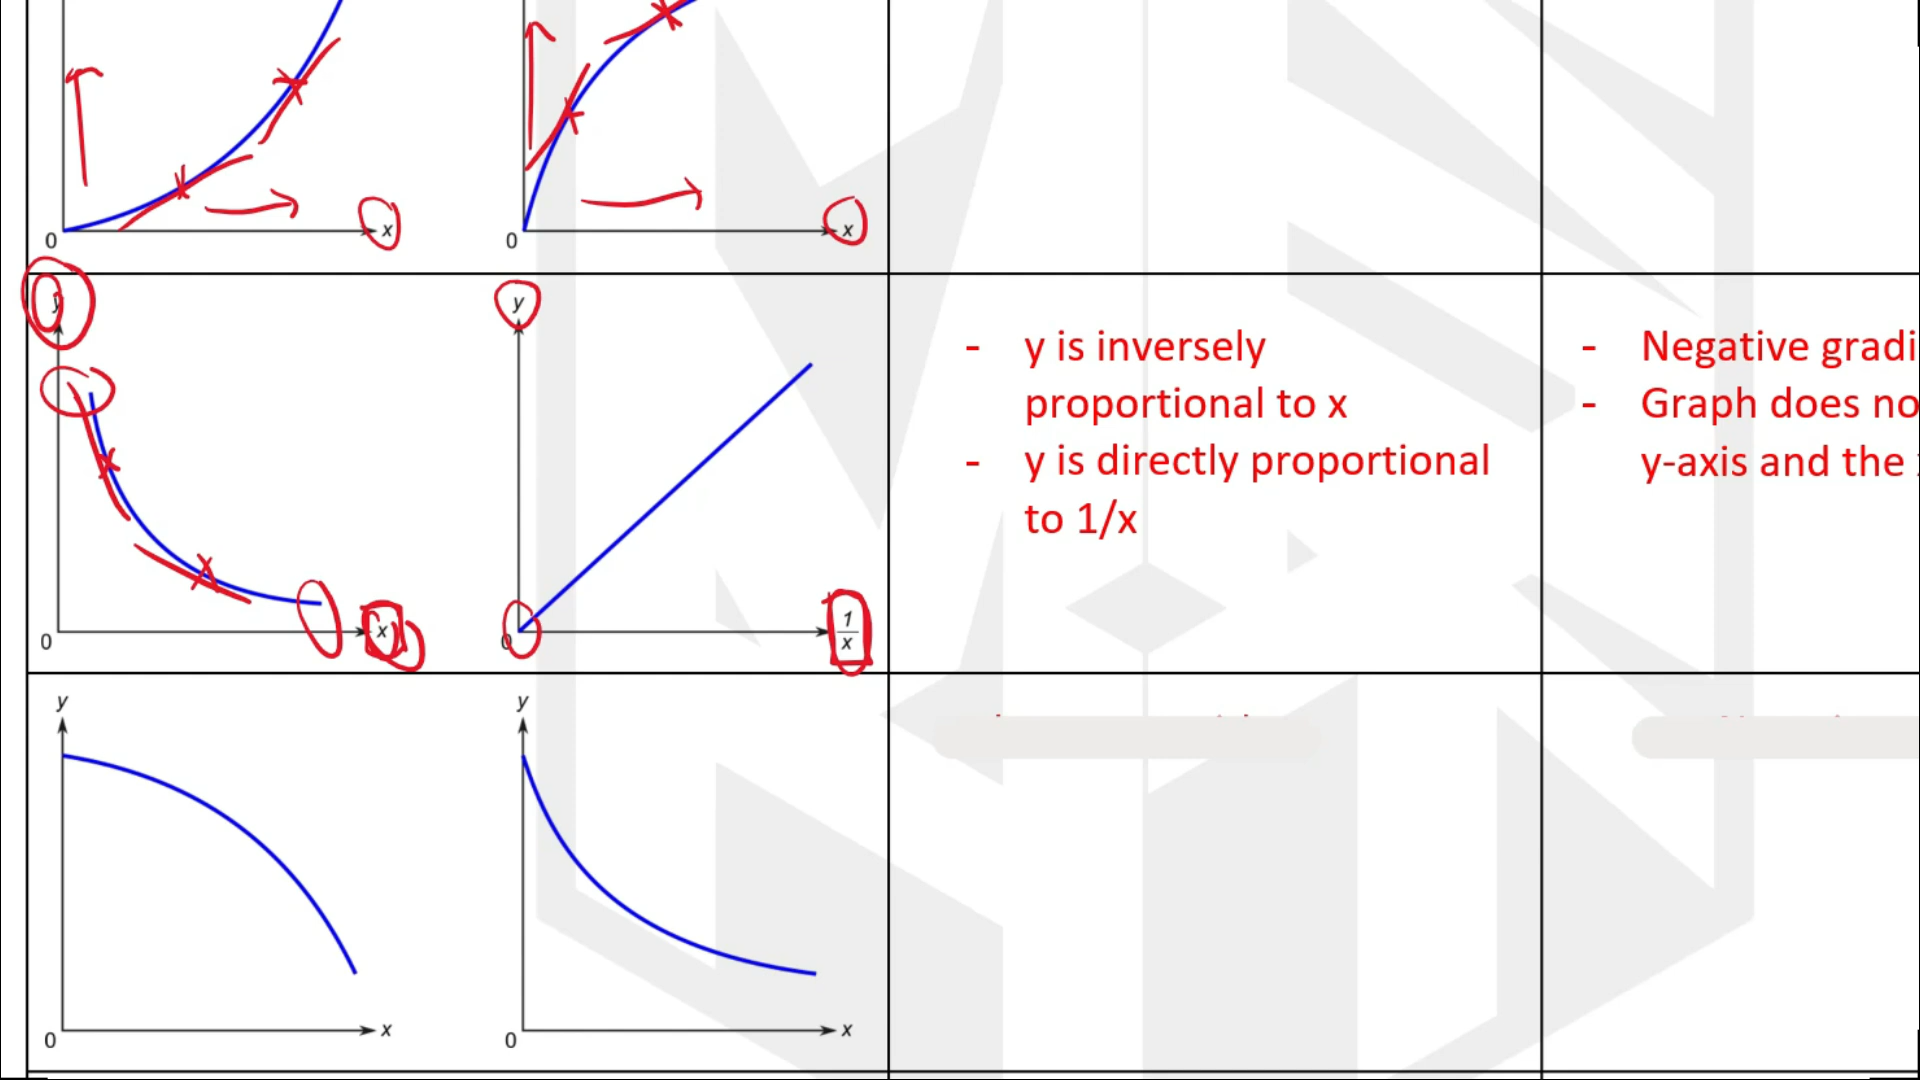 0
x
0
x
y
y
0
x
0
1
x
- y is inversely
proportional to x
- y is directly proportional
to 1/x
- Negative gradi
- Graph does no
y-axis and the
y
y
0
x
0
x